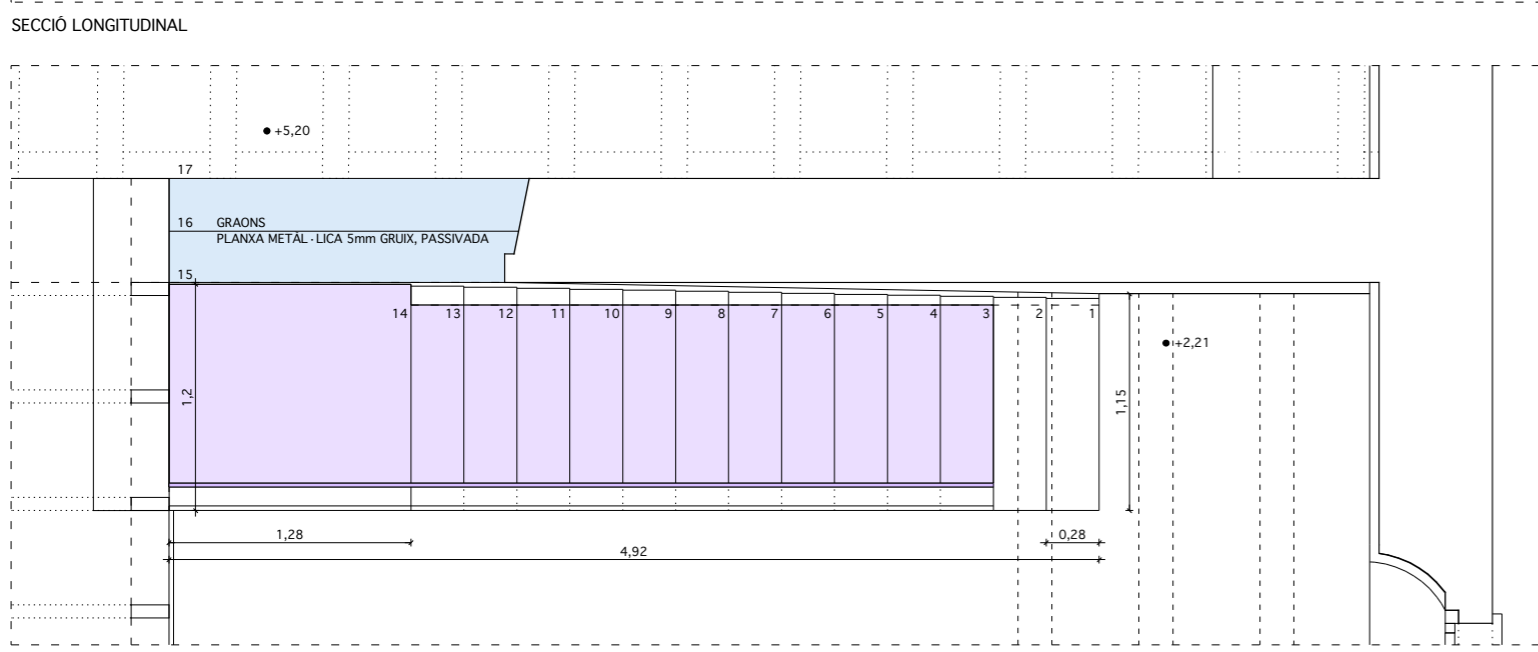 SECCIÓ LONGITUDINAL
+5,20
17
16 GRAONS
PLANXA METÀL·LICA 5mm GRUIX, PASSIVADA
15
14 13 12 11 10 9 8 7 6 5 4 3 2 1
+2,21
1,2
1,15
1,28
0,28
4,92